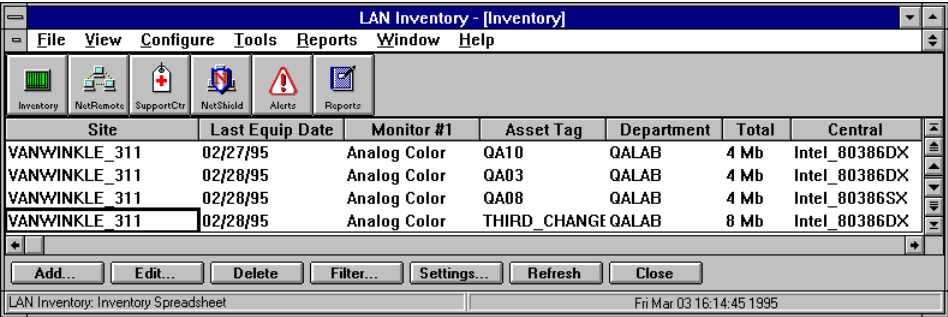 LAN Inventory - [Inventory]
File View Configure Tools Reports Window Help
Inventory NetRemote SupportCtr NetShield Alerts Reports
Site Last Equip Date Monitor #1 Asset Tag Department Total Central
VANWINKLE_311 02/27/95 Analog Color QA10 QALAB 4 Mb Intel_80386DX
VANWINKLE_311 02/28/95 Analog Color QA03 QALAB 4 Mb Intel_80386DX
VANWINKLE_311 02/28/95 Analog Color QA08 QALAB 4 Mb Intel_80386SX
VANWINKLE_311 02/28/95 Analog Color THIRD_CHANGE QALAB 8 Mb Intel_80386DX
Add... Edit... Delete Filter... Settings... Refresh Close
LAN Inventory: Inventory Spreadsheet Fri Mar 03 16:14:45 1995